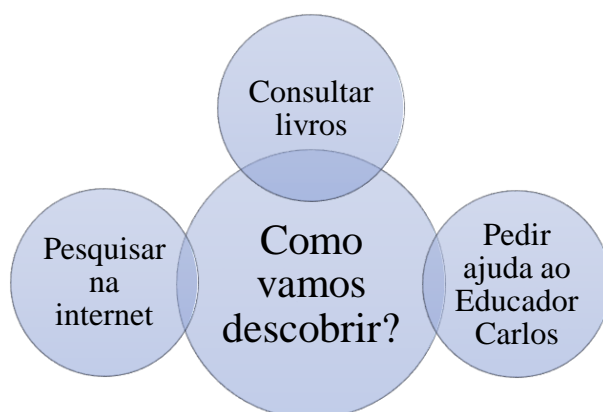 Consultar
livros
Pesquisar
na
internet
Como
vamos
descobrir?
Pedir
ajuda ao
Educador
Carlos